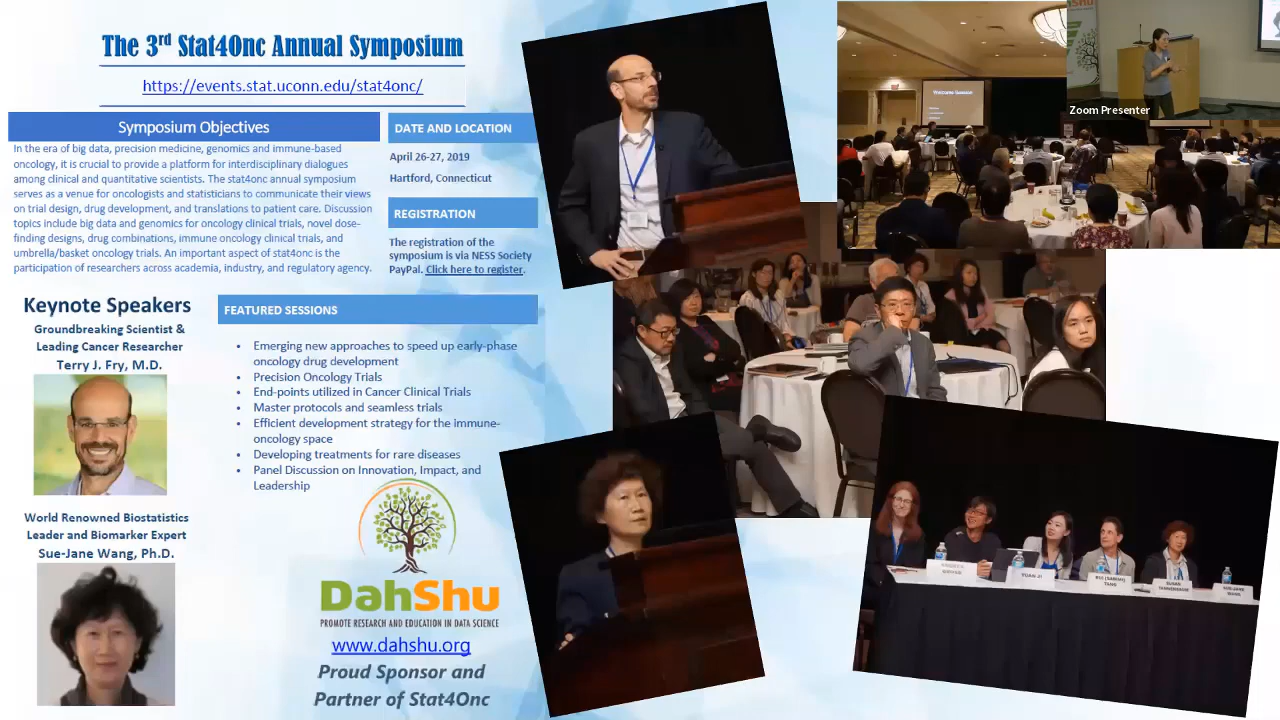 The 3rd Stat4Onc Annual Symposium
https://events.stat.uconn.edu/stat4onc/
Symposium Objectives
In the era of big data, precision medicine, genomics and immune-based
oncology, it is crucial to provide a platform for interdisciplinary dialogues
among clinical and quantitative scientists. The stat4onc annual symposium
serves as a venue for oncologists and statisticians to communicate their views
on trial design, drug development, and translations to patient care. Discussion
topics include big data and genomics for oncology clinical trials, novel dose-
finding designs, drug combinations, immune oncology clinical trials, and
umbrella/basket oncology trials. An important aspect of stat4onc is the
participation of researchers across academia, industry, and regulatory agency.
DATE AND LOCATION
April 26-27, 2019
Hartford, Connecticut
REGISTRATION
The registration of the
symposium is via NESS Society
PayPal. Click here to register.
Keynote Speakers
Groundbreaking Scientist &
Leading Cancer Researcher
Terry J. Fry, M.D.
World Renowned Biostatistics
Leader and Biomarker Expert
Sue-Jane Wang, Ph.D.
FEATURED SESSIONS
• Emerging new approaches to speed up early-phase
oncology drug development
• Precision Oncology Trials
• End-points utilized in Cancer Clinical Trials
• Master protocols and seamless trials
• Efficient development strategy for the immune-
oncology space
• Developing treatments for rare diseases
• Panel Discussion on Innovation, Impact, and
Leadership
DahShu
PROMOTE RESEARCH AND EDUCATION IN DATA SCIENCE
www.dahshu.org
Proud Sponsor and
Partner of Stat4Onc
Welcome Session
Zoom Presenter
YUAN JI